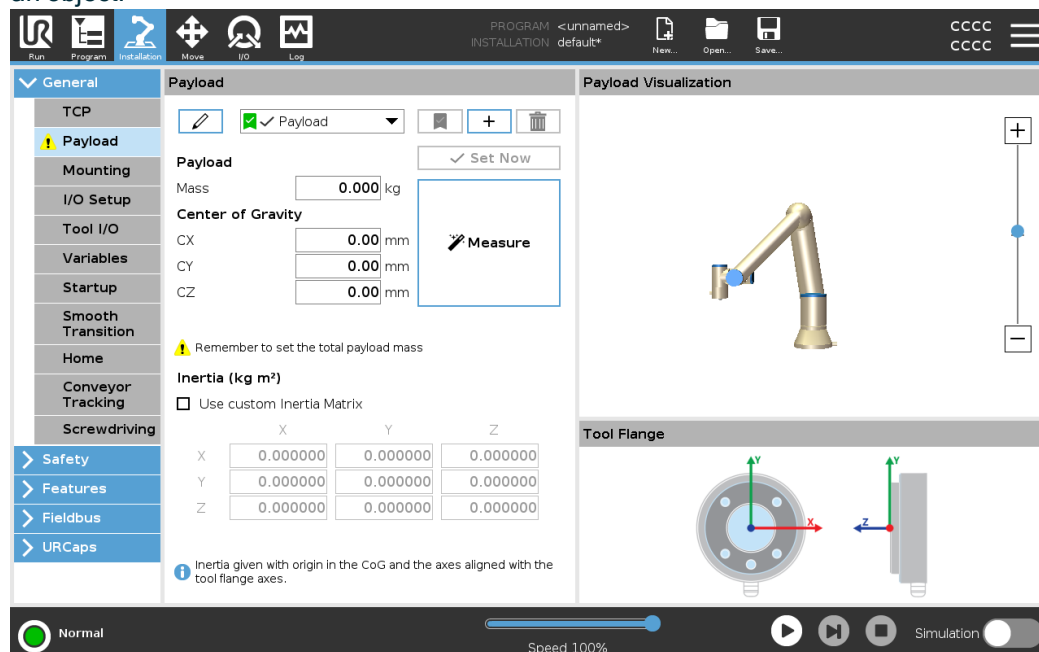 an object.
PROGRAM <unnamed>
INSTALLATION default*
CCCC
CCCC
Run Program Installation Move I/O Log New... Open... Save...
General
TCP
Payload
Mounting
I/O Setup
Tool I/O
Variables
Startup
Smooth
Transition
Home
Conveyor
Tracking
Screwdriving
Safety
Features
Fieldbus
URCaps
Payload
Payload
Set Now
Payload
Mass 0.000 kg
Center of Gravity
CX 0.00 mm
CY 0.00 mm
CZ 0.00 mm
Measure
Remember to set the total payload mass
Inertia (kg m²)
Use custom Inertia Matrix
X Y Z
X 0.000000 0.000000 0.000000
Y 0.000000 0.000000 0.000000
Z 0.000000 0.000000 0.000000
Inertia given with origin in the CoG and the axes aligned with the
tool flange axes.
Payload Visualization
Tool Flange
Y Y
X Z
Normal
Speed 100%
Simulation